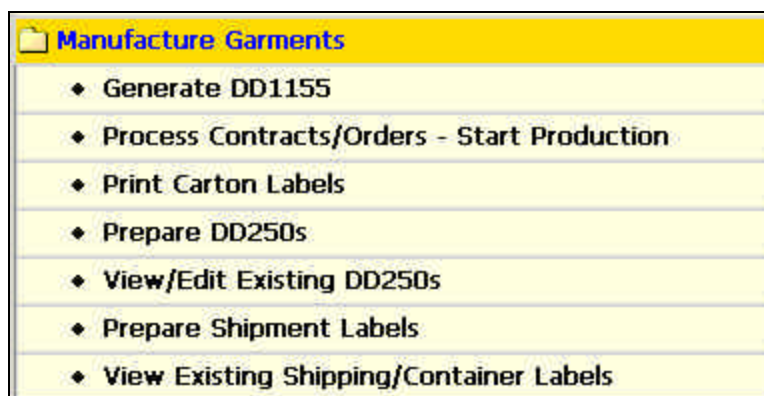 Manufacture Garments
Generate DD1155
Process Contracts/Orders - Start Production
Print Carton Labels
Prepare DD250s
View/Edit Existing DD250s
Prepare Shipment Labels
View Existing Shipping/Container Labels